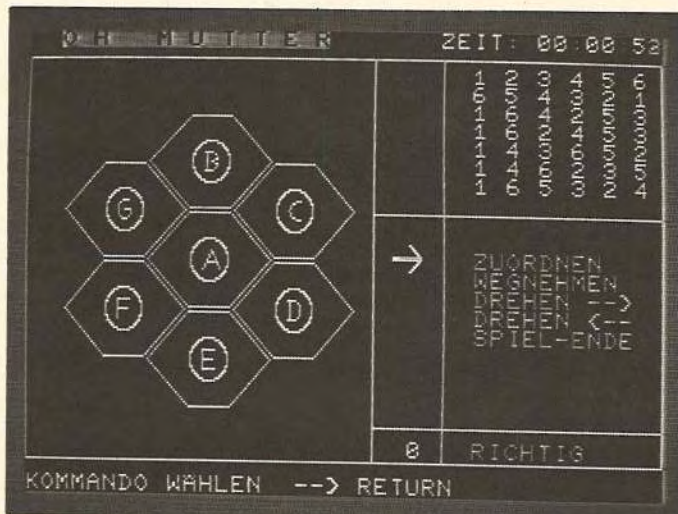 OH MUTTER ZEIT: 00:00:52
1 2 3 4 5 6
6 5 4 3 2 1
1 6 4 2 5 3
1 6 2 4 5 3
1 4 3 6 5 2
1 4 6 2 3 5
1 6 5 3 2 4
B
G C
A
F D
E
→ ZUORDNEN
WEGNEHMEN
DREHEN -->
DREHEN <--
SPIEL-ENDE
0 RICHTIG
KOMMANDO WÄHLEN --> RETURN